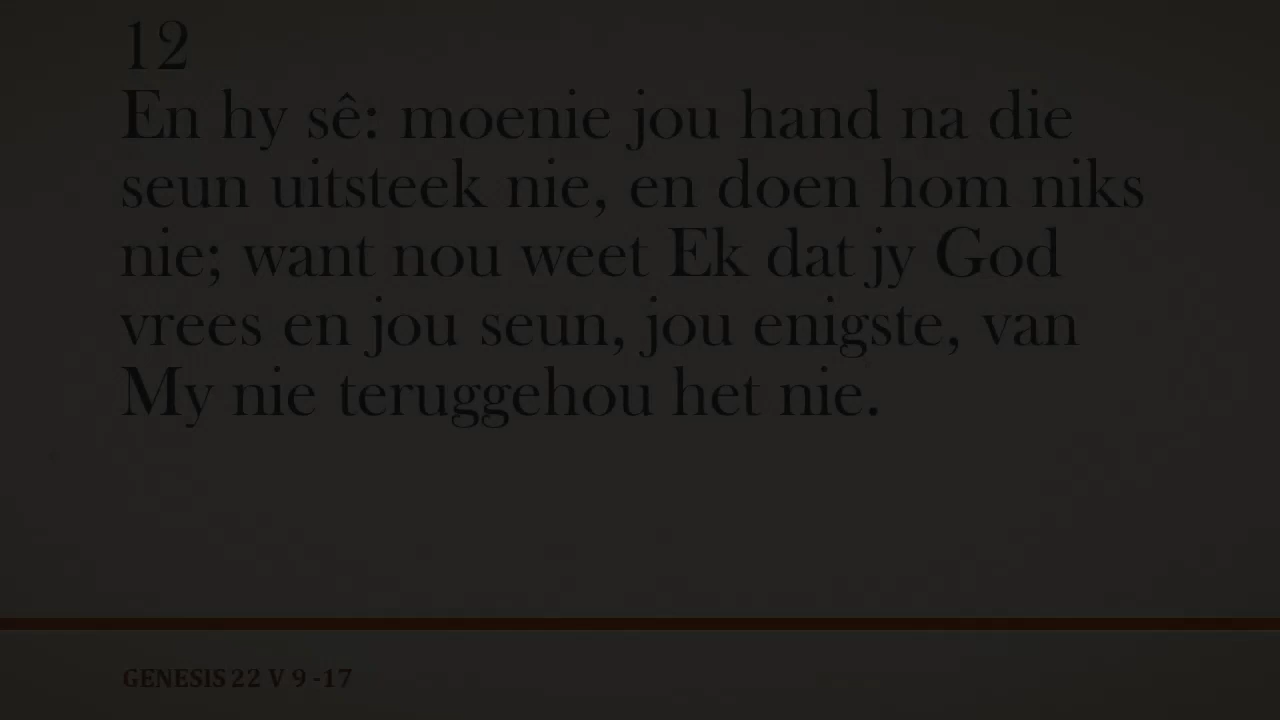 12
En hy sê: moenie jou hand na die
seun uitsteek nie, en doen hom niks
nie; want nou weet Ek dat jy God
vrees en jou seun, jou enigste, van
My nie teruggehou het nie.
GENESIS 22 V 9 -17